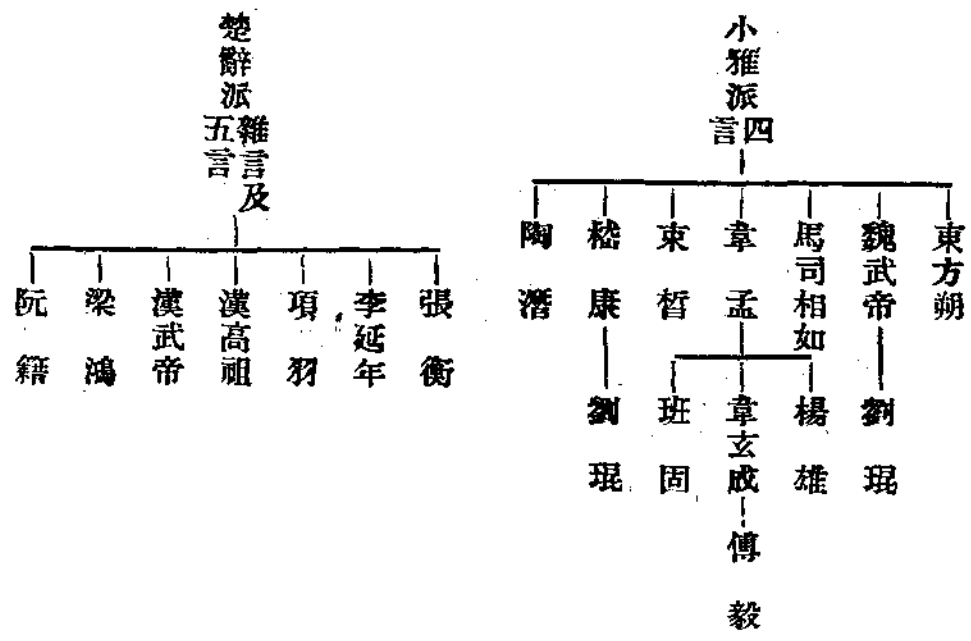 小雅派
四言
東方朔
魏武帝
馬司相如
韋孟
束晳
嵇康
陶潛
劉琨
楊雄
韋玄成
班固
劉琨
傅毅
楚辭派
雜言及
五言
張衡
李延年
項羽
漢高祖
漢武帝
梁鴻
阮籍